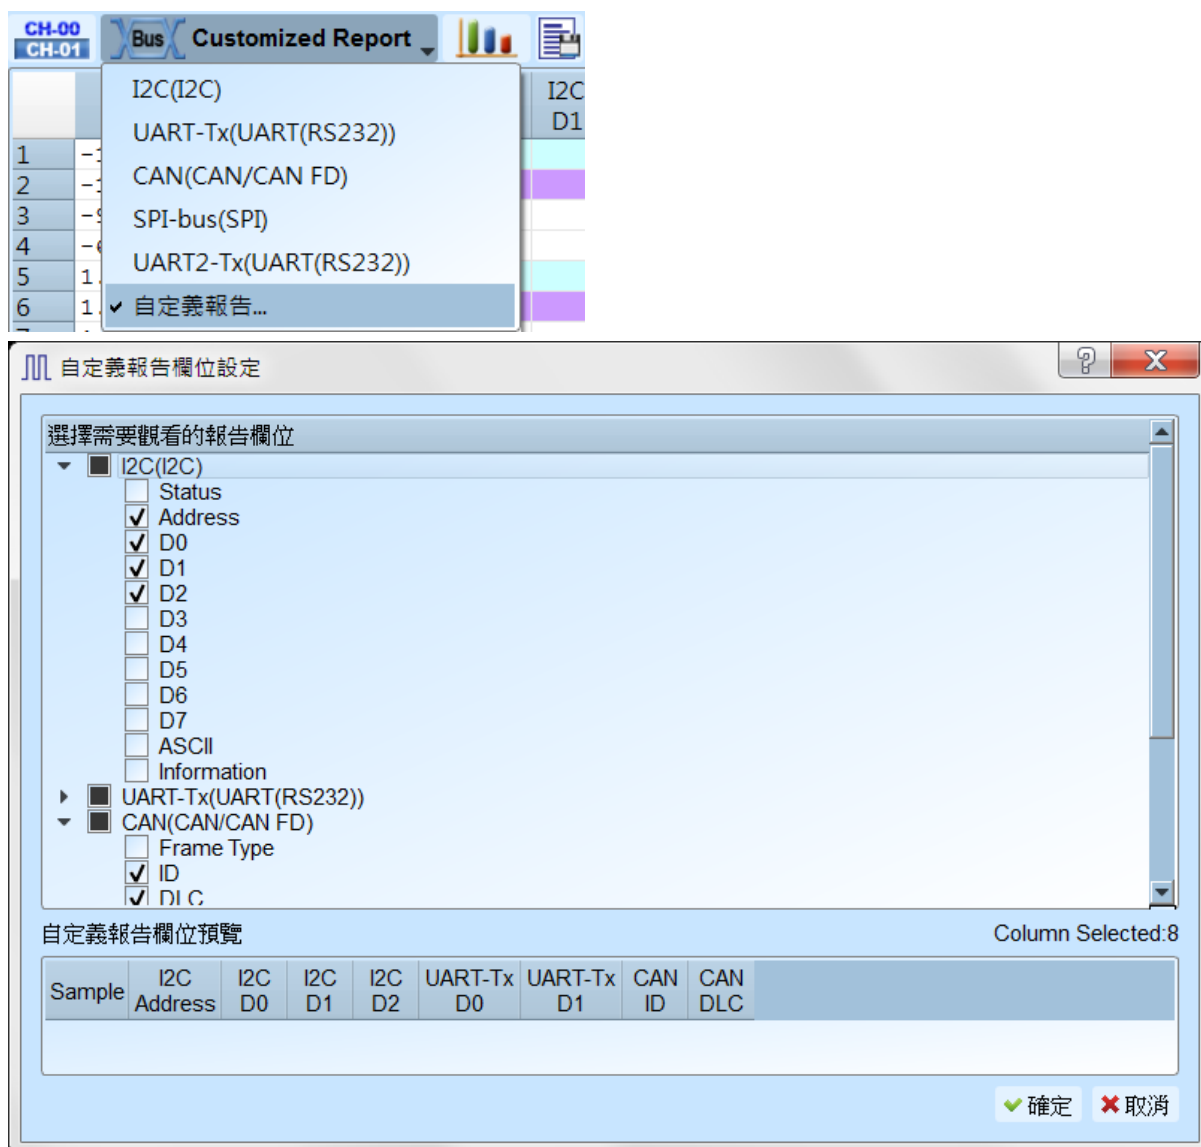 CH-00
CH-01
Bus Customized Report
I2C(I2C)
UART-Tx(UART(RS232))
CAN(CAN/CAN FD)
SPI-bus(SPI)
UART2-Tx(UART(RS232))
自定義報告...
I2C
D1
1
2
3
4
5
6
自定義報告欄位設定
選擇需要觀看的報告欄位
I2C(I2C)
Status
Address
D0
D1
D2
D3
D4
D5
D6
D7
ASCII
Information
UART-Tx(UART(RS232))
CAN(CAN/CAN FD)
Frame Type
ID
DLC
自定義報告欄位預覽
Column Selected:8
Sample I2C Address I2C D0 I2C D1 I2C D2 UART-Tx D0 UART-Tx D1 CAN ID CAN DLC
確定 取消